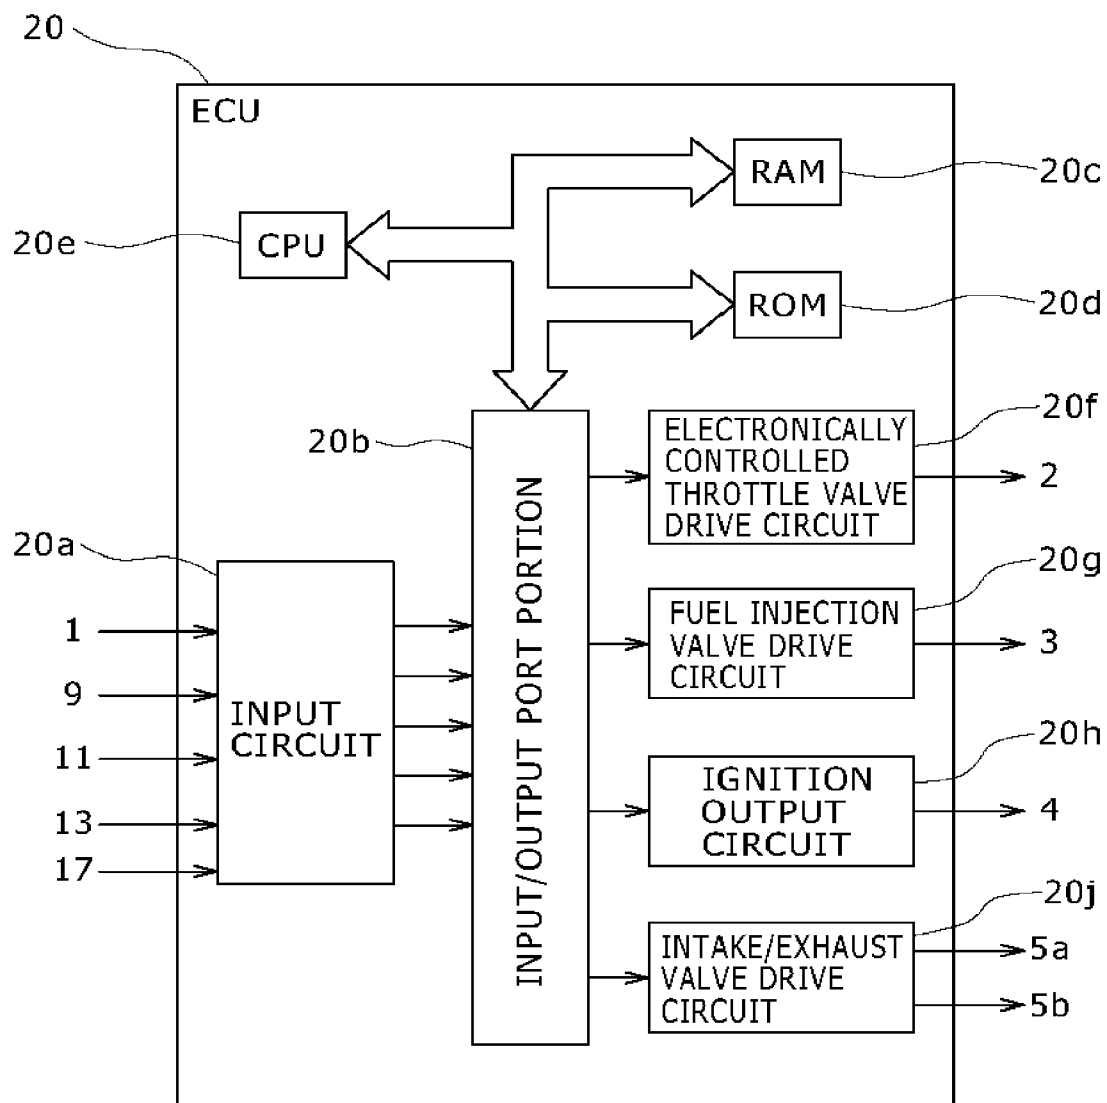 20
ECU
RAM
20c
20e
CPU
ROM
20d
20f
20b
ELECTRONICALLY
CONTROLLED
THROTTLE VALVE
DRIVE CIRCUIT
2
20a
INPUT/OUTPUT PORT PORTION
20g
FUEL INJECTION
VALVE DRIVE
CIRCUIT
3
1
9
INPUT
CIRCUIT
11
13
17
20h
IGNITION
OUTPUT
CIRCUIT
4
20j
INTAKE/EXHAUST
VALVE DRIVE
CIRCUIT
5a
5b